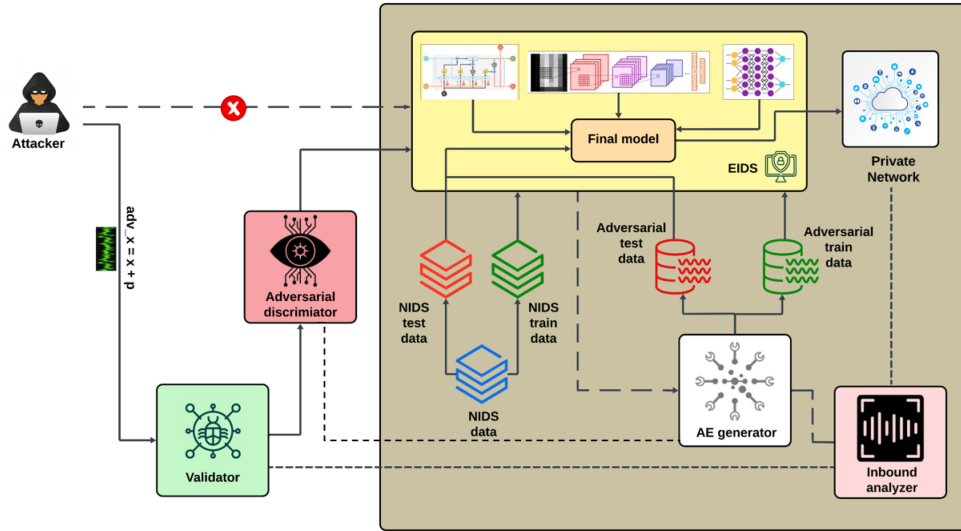 Attacker
adv_x = x + p
Adversarial
discrimiator
Validator
Final model
EIDS
Private
Network
NIDS
test
data
NIDS
train
data
NIDS
data
Adversarial
test
data
Adversarial
train
data
AE generator
Inbound
analyzer